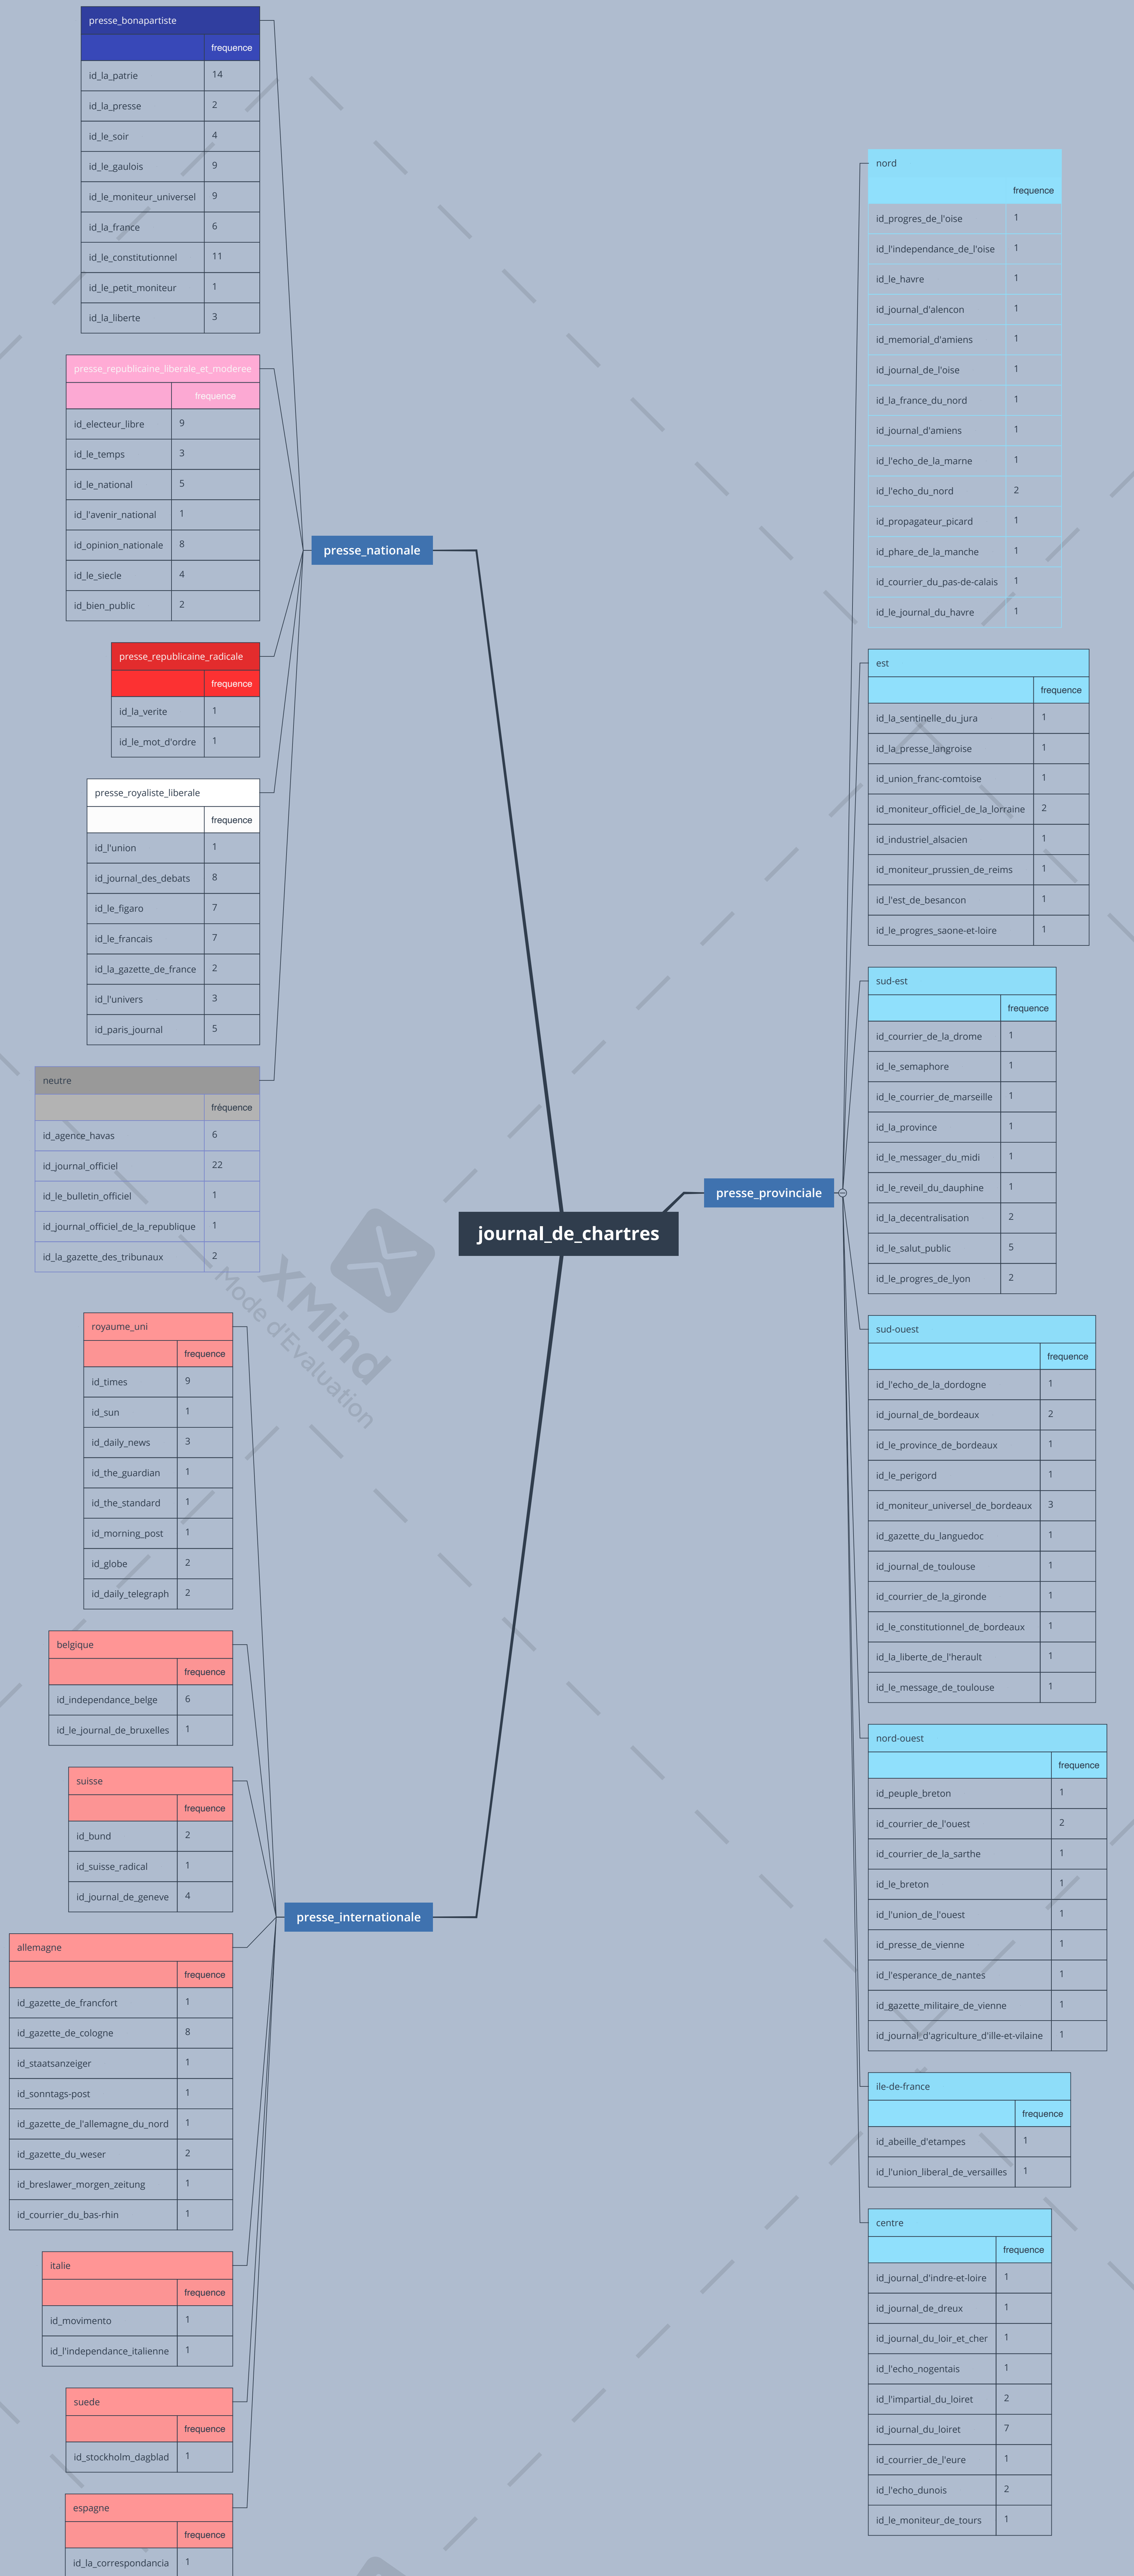 presse_bonapartiste
frequence
id_la_patrie 14
id_la_presse 2
id_le_soir 4
id_le_gaulois 9
id_le_moniteur_universel 9
id_la_france 6
id_le_constitutionnel 11
id_le_petit_moniteur 1
id_la_liberte 3
presse_republicaine_liberale_et_moderee
frequence
id_electeur_libre 9
id_le_temps 3
id_le_national 5
id_l'avenir_national 1
id_opinion_nationale 8
id_le_siecle 4
id_bien_public 2
presse_republicaine_radicale
frequence
id_la_verite 1
id_le_mot_d'ordre 1
presse_royaliste_liberale
frequence
id_l'union 1
id_journal_des_debats 8
id_le_figaro 7
id_le_francais 7
id_la_gazette_de_france 2
id_l'univers 3
id_paris_journal 5
neutre
fréquence
id_agence_havas 6
id_journal_officiel 22
id_le_bulletin_officiel 1
id_journal_officiel_de_la_republique 1
id_la_gazette_des_tribunaux 2
presse_nationale
royaume_uni
frequence
id_times 9
id_sun 1
id_daily_news 3
id_the_guardian 1
id_the_standard 1
id_morning_post 1
id_globe 2
id_daily_telegraph 2
belgique
frequence
id_independance_belge 6
id_le_journal_de_bruxelles 1
suisse
frequence
id_bund 2
id_suisse_radical 1
id_journal_de_geneve 4
allemagne
frequence
id_gazette_de_francfort 1
id_gazette_de_cologne 8
id_staatsanzeiger 1
id_sonntags-post 1
id_gazette_de_l'allemagne_du_nord 1
id_gazette_du_weser 2
id_breslawer_morgen_zeitung 1
id_courrier_du_bas-rhin 1
italie
frequence
id_movimento 1
id_l'independance_italienne 1
suede
frequence
id_stockholm_dagblad 1
espagne
frequence
id_la_correspondancia 1
presse_internationale
journal_de_chartres
XMind
Mode d'Evaluation
presse_provinciale
nord
frequence
id_progres_de_l'oise 1
id_l'independance_de_l'oise 1
id_le_havre 1
id_journal_d'alencon 1
id_memorial_d'amiens 1
id_journal_de_l'oise 1
id_la_france_du_nord 1
id_journal_d'amiens 1
id_l'echo_de_la_marne 1
id_l'echo_du_nord 2
id_propagateur_picard 1
id_phare_de_la_manche 1
id_courrier_du_pas-de-calais 1
id_le_journal_du_havre 1
est
frequence
id_la_sentinelle_du_jura 1
id_la_presse_langroise 1
id_union_franc-comtoise 1
id_moniteur_officiel_de_la_lorraine 2
id_industriel_alsacien 1
id_moniteur_prussien_de_reims 1
id_l'est_de_besancon 1
id_le_progres_saone-et-loire 1
sud-est
frequence
id_courrier_de_la_drome 1
id_le_semaphore 1
id_le_courrier_de_marseille 1
id_la_province 1
id_le_messager_du_midi 1
id_le_reveil_du_dauphine 1
id_la_decentralisation 2
id_le_salut_public 5
id_le_progres_de_lyon 2
sud-ouest
frequence
id_l'echo_de_la_dordogne 1
id_journal_de_bordeaux 2
id_le_province_de_bordeaux 1
id_le_perigord 1
id_moniteur_universel_de_bordeaux 3
id_gazette_du_languedoc 1
id_journal_de_toulouse 1
id_courrier_de_la_gironde 1
id_le_constitutionnel_de_bordeaux 1
id_la_liberte_de_l'herault 1
id_le_message_de_toulouse 1
nord-ouest
frequence
id_peuple_breton 1
id_courrier_de_l'ouest 2
id_courrier_de_la_sarthe 1
id_le_breton 1
id_l'union_de_l'ouest 1
id_presse_de_vienne 1
id_l'esperance_de_nantes 1
id_gazette_militaire_de_vienne 1
id_journal_d'agriculture_d'ille-et-vilaine 1
ile-de-france
frequence
id_abeille_d'etampes 1
id_l'union_liberal_de_versailles 1
centre
frequence
id_journal_d'indre-et-loire 1
id_journal_de_dreux 1
id_journal_du_loir_et_cher 1
id_l'echo_nogentais 1
id_l'impartial_du_loiret 2
id_journal_du_loiret 7
id_courrier_de_l'eure 1
id_l'echo_dunois 2
id_le_moniteur_de_tours 1